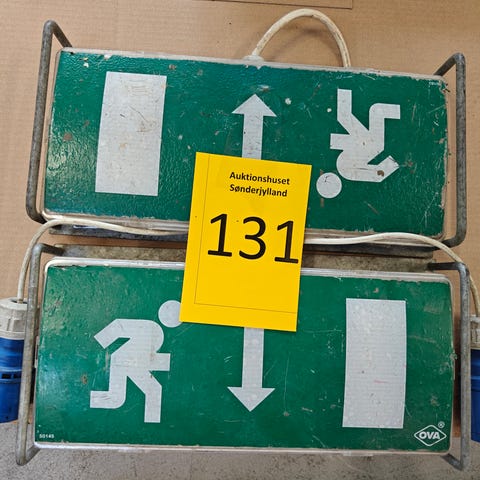 Auktionshuset
Sønderjylland
131
50145
OVA ®